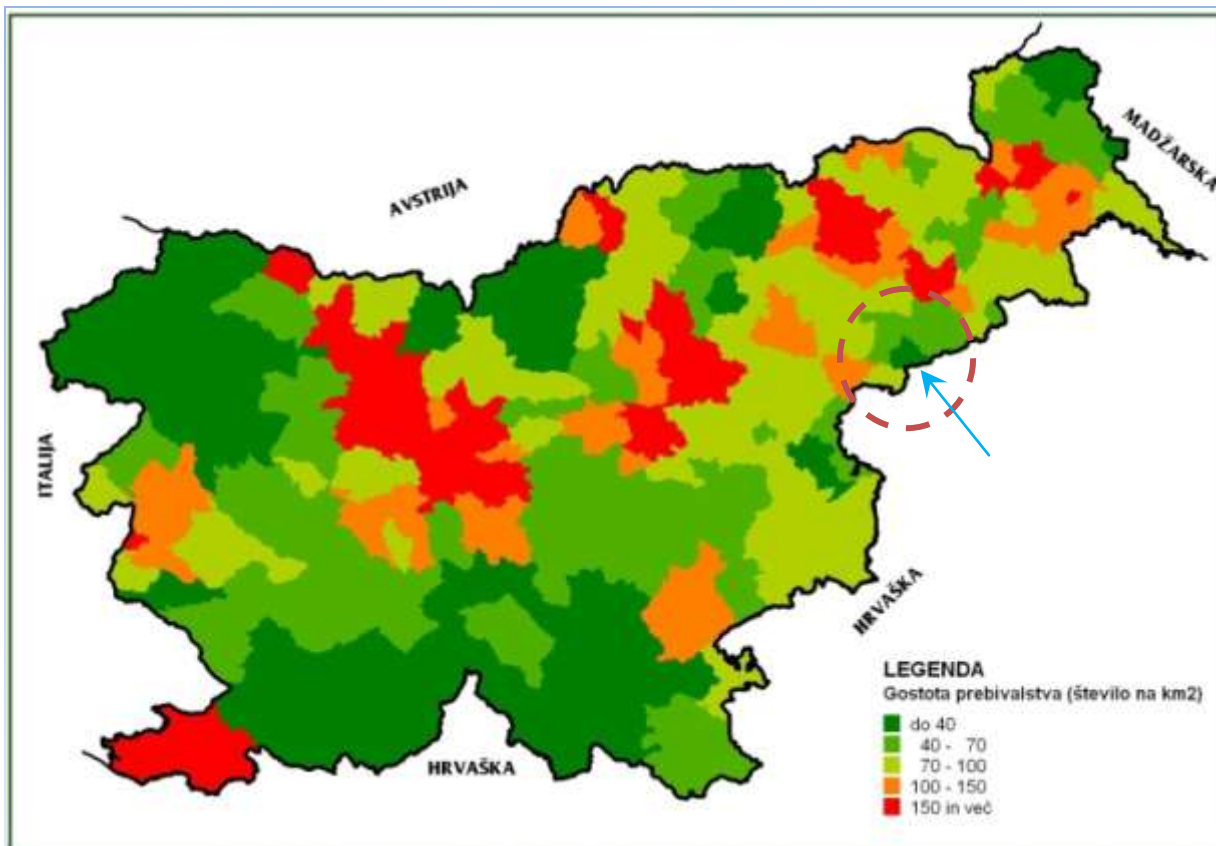 AVSTRIJA
MADŽARSKA
ITALIJA
HRVAŠKA
HRVAŠKA
LEGENDA
Gostota prebivalstva (število na km2)
do 40
40 - 70
70 - 100
100 - 150
150 in več